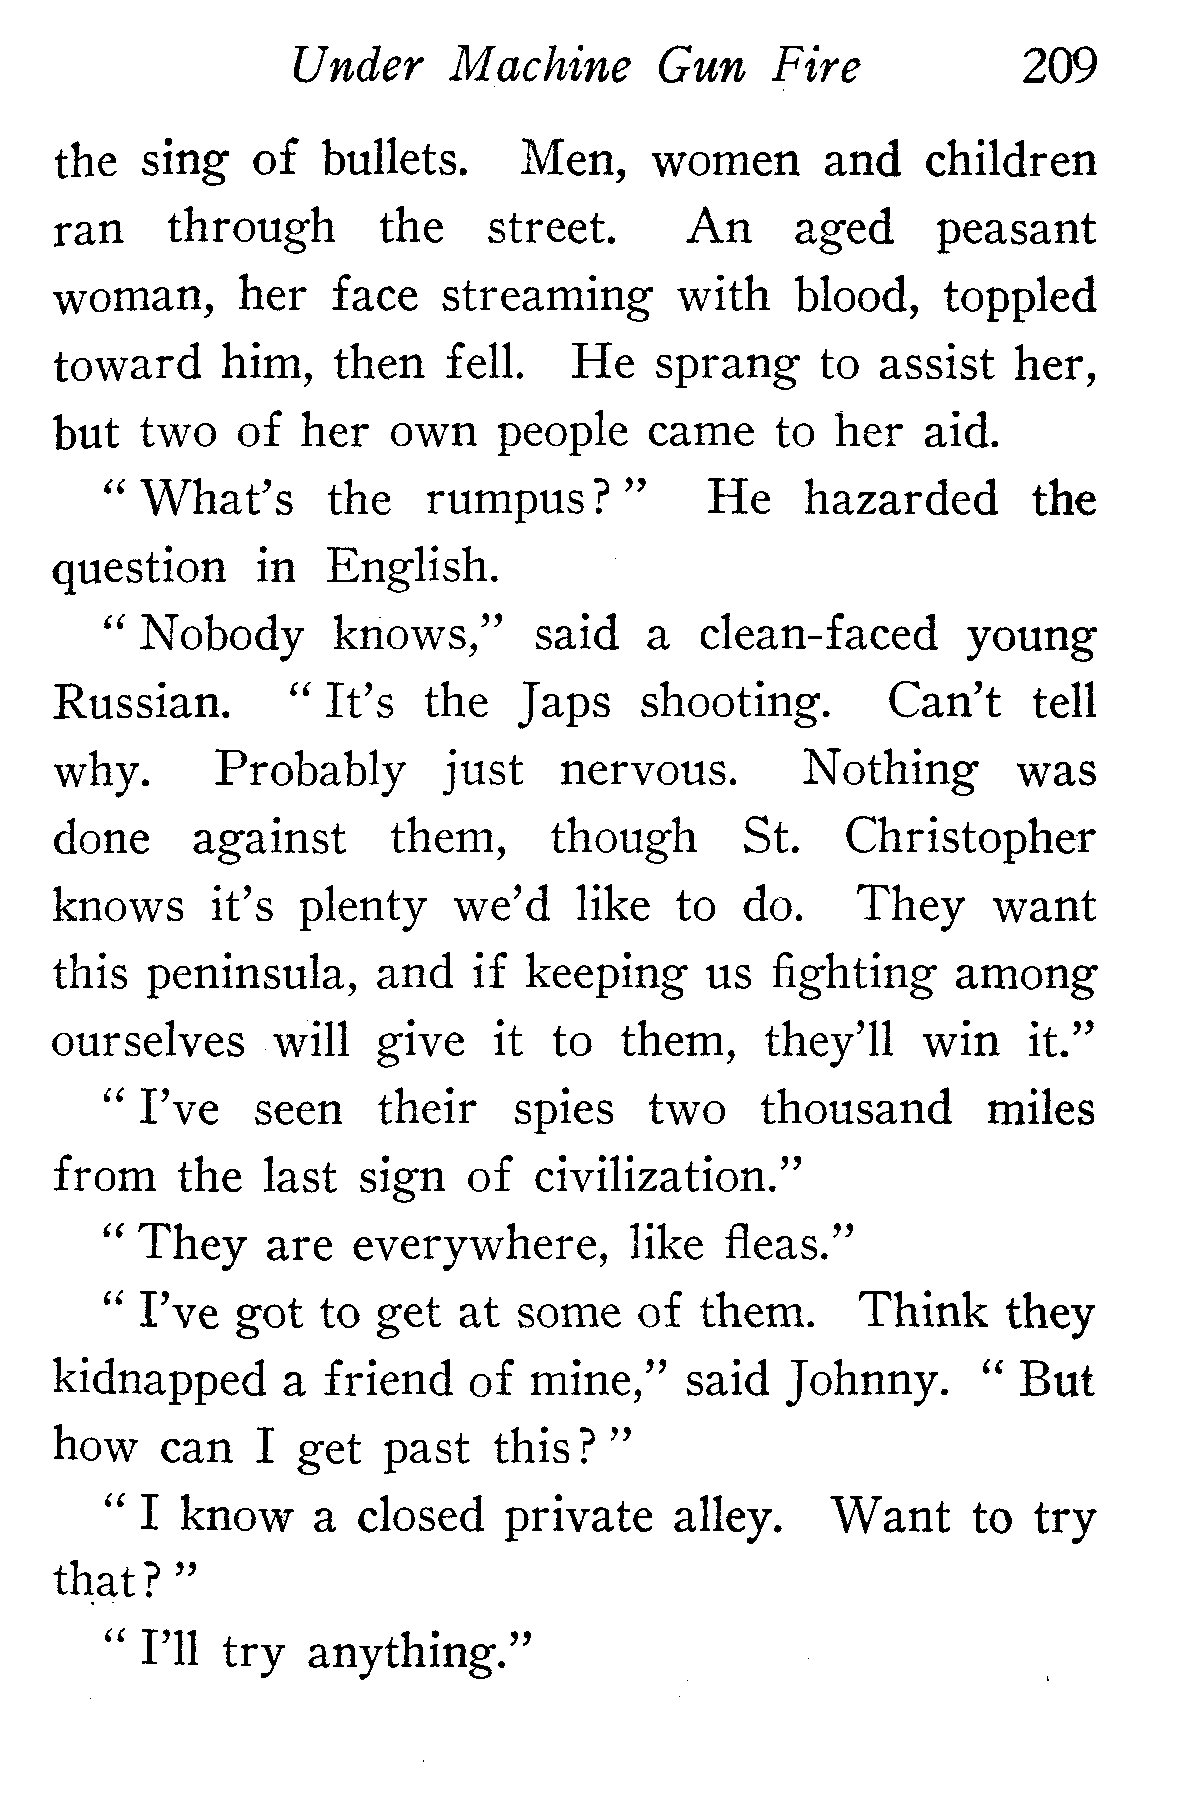 Under Machine Gun Fire 209
the sing of bullets. Men, women and children
ran through the street. An aged peasant
woman, her face streaming with blood, toppled
toward him, then fell. He sprang to assist her,
but two of her own people came to her aid.
“ What’s the rumpus? ” He hazarded the
question in English.
“ Nobody knows,” said a clean-faced young
Russian. “ It’s the Japs shooting. Can’t tell
why. Probably just nervous. Nothing was
done against them, though St. Christopher
knows it’s plenty we’d like to do. They want
this peninsula, and if keeping us fighting among
ourselves will give it to them, they’ll win it.”
“ I’ve seen their spies two thousand miles
from the last sign of civilization.”
“ They are everywhere, like fleas.”
“ I’ve got to get at some of them. Think they
kidnapped a friend of mine,” said Johnny. “ But
how can I get past this? ”
“ I know a closed private alley. Want to try
that? ”
“ I’ll try anything.”